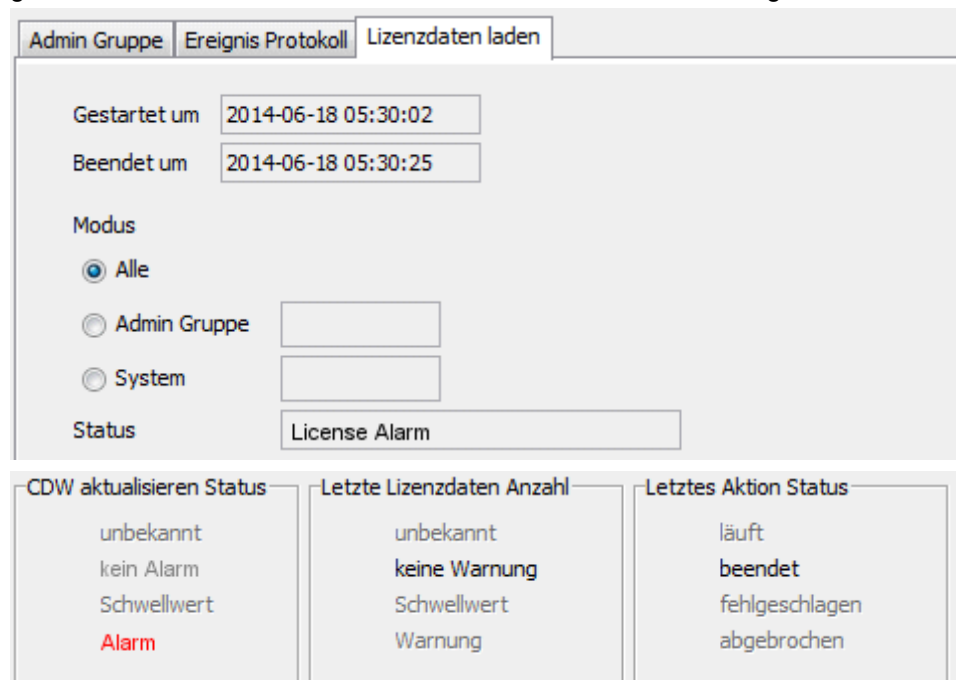 Admin Gruppe Ereignis Protokoll Lizenzdaten laden
Gestartet um 2014-06-18 05:30:02
Beendet um 2014-06-18 05:30:25
Modus
Alle
Admin Gruppe
System
Status License Alarm
CDW aktualisieren Status Letzte Lizenzdaten Anzahl Letztes Aktion Status
unbekannt unbekannt läuft
kein Alarm keine Warnung beendet
Schwellwert Schwellwert fehlgeschlagen
Alarm Warnung abgebrochen